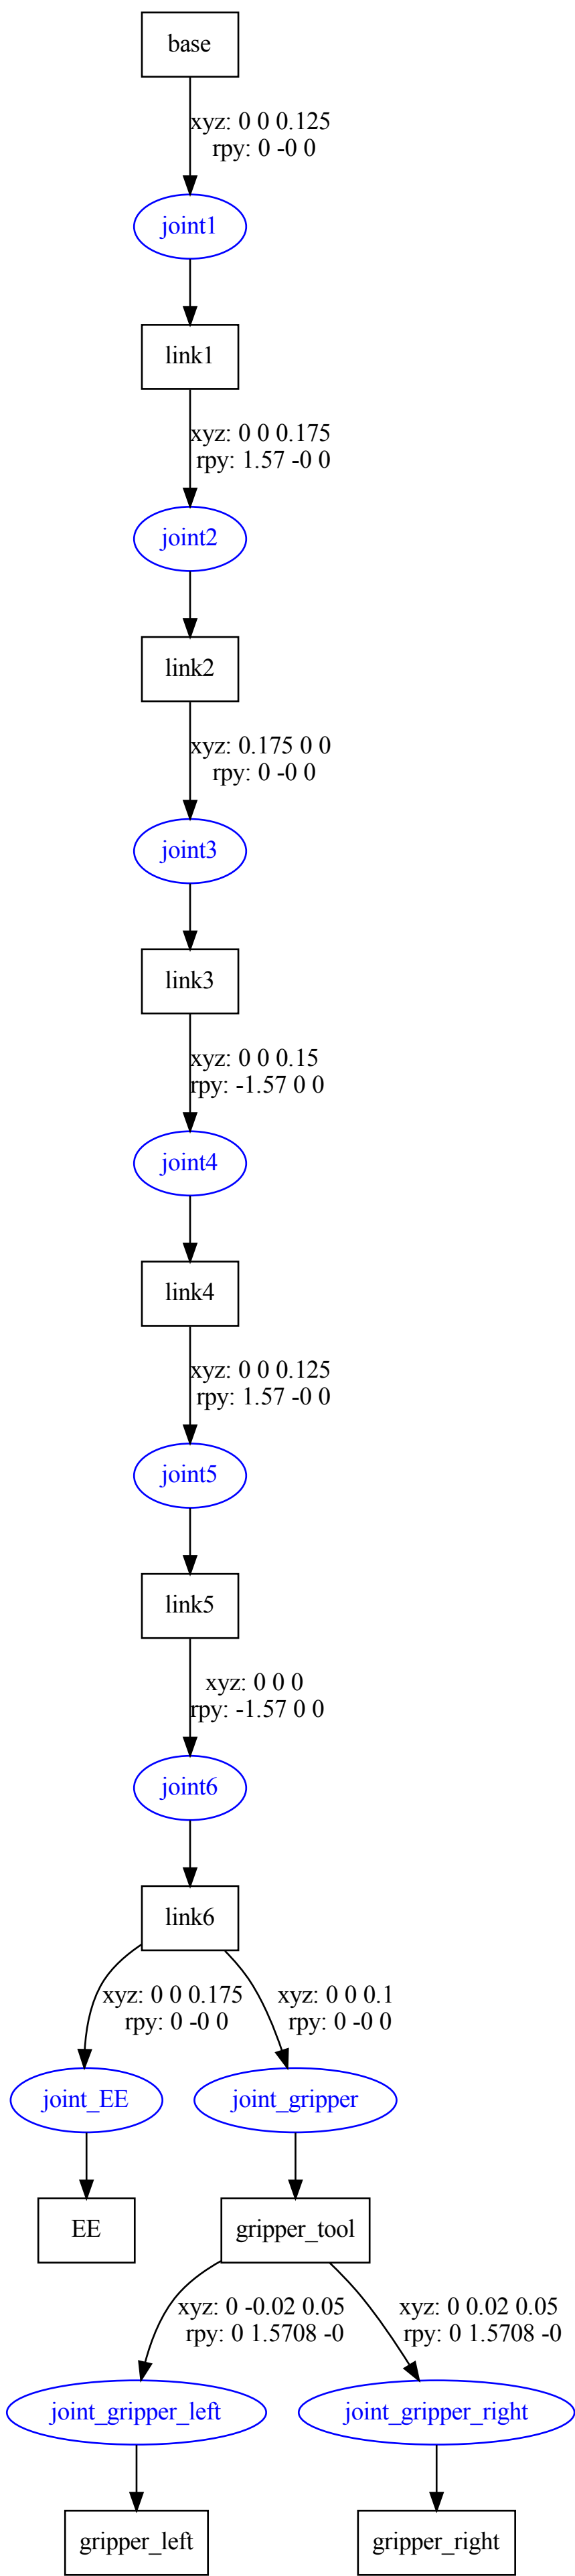 base
xyz: 0 0 0.125
rpy: 0 -0 0
joint1
link1
xyz: 0 0 0.175
rpy: 1.57 -0 0
joint2
link2
xyz: 0.175 0 0
rpy: 0 -0 0
joint3
link3
xyz: 0 0 0.15
rpy: -1.57 0 0
joint4
link4
xyz: 0 0 0.125
rpy: 1.57 -0 0
joint5
link5
xyz: 0 0 0
rpy: -1.57 0 0
joint6
link6
xyz: 0 0 0.175
rpy: 0 -0 0
xyz: 0 0 0.1
rpy: 0 -0 0
joint_EE
joint_gripper
EE
gripper_tool
xyz: 0 -0.02 0.05
rpy: 0 1.5708 -0
xyz: 0 0.02 0.05
rpy: 0 1.5708 -0
joint_gripper_left
joint_gripper_right
gripper_left
gripper_right